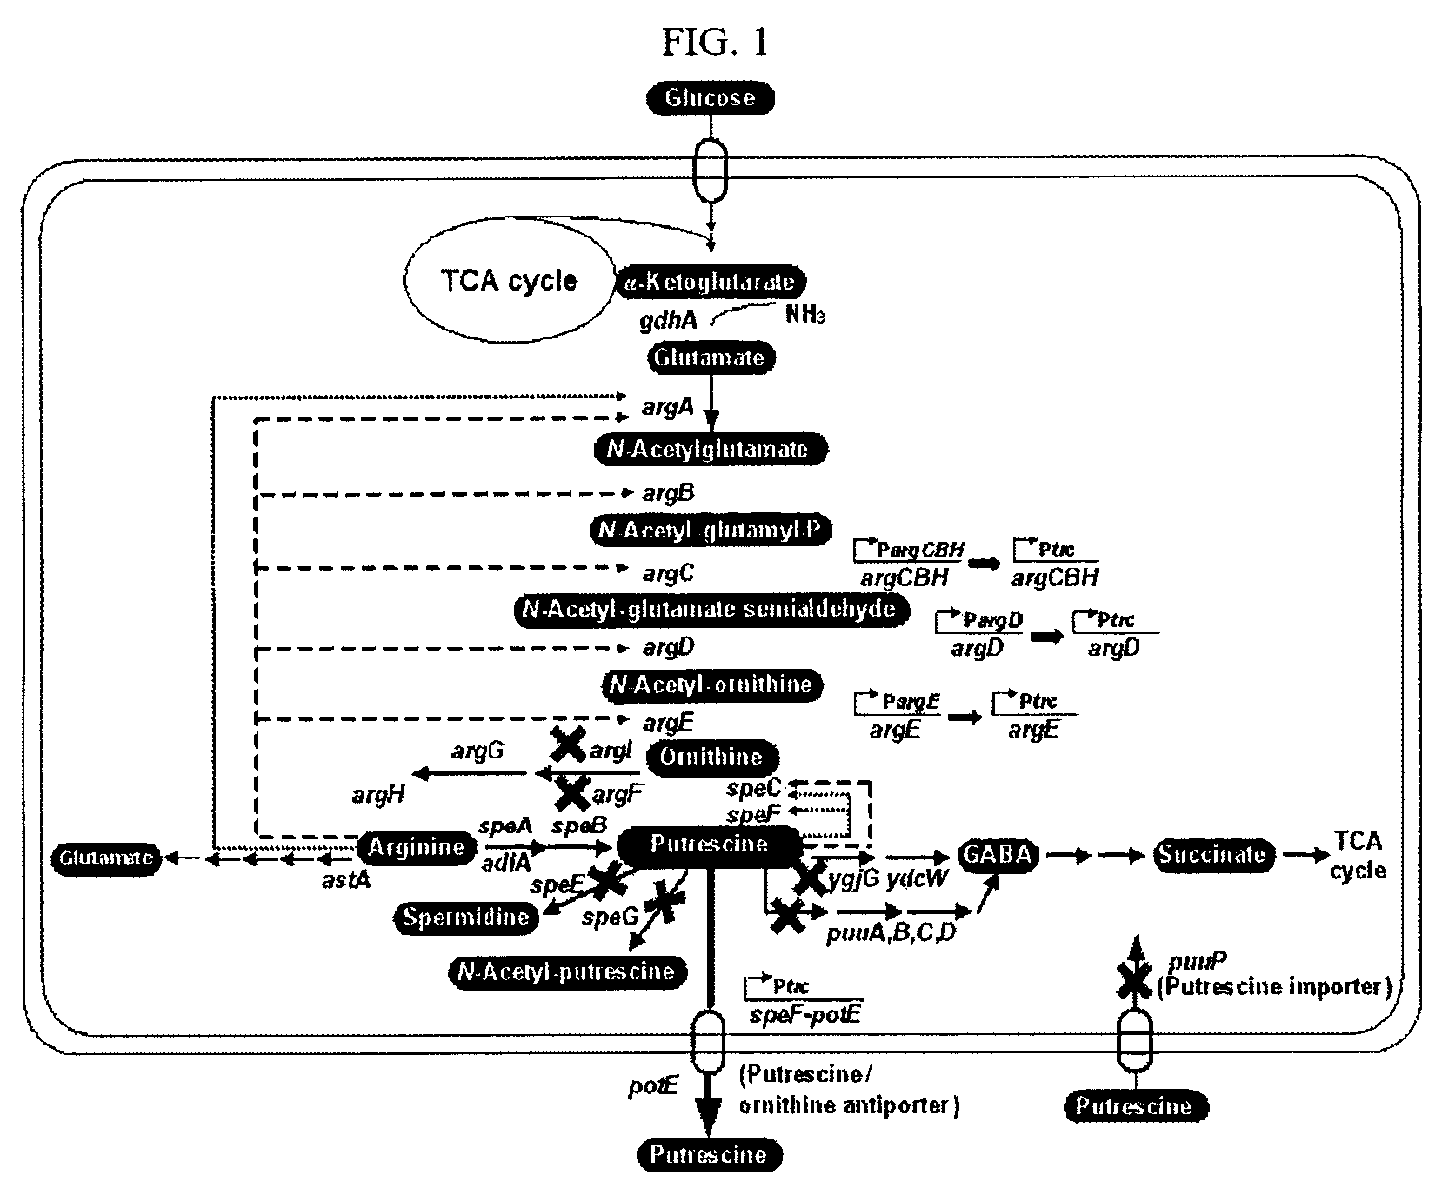 FIG. 1
Glucose
TCA cycle
α-Ketoglutarate
gdhA
NH3
Glutamate
argA
N-Acetylglutamate
argB
N-Acetyl-glutamyl-P
PargCBH
argCBH
Ptrc
argCBH
argC
N-Acetyl-glutamate semialdehyde
PargD
argD
Ptrc
argD
argD
N-Acetyl-ornithine
PargE
argE
Ptrc
argE
argE
argG
argI
Ornithine
argH
argF
speC
speF
Glutamate
astA
Arginine
speA
speB
adiA
Putrescine
ygjG ydcW
GABA
Succinate
TCA
cycle
speE
Spermidine
speG
N-Acetyl-putrescine
puuA,B,C,D
puuP
(Putrescine importer)
Ptrc
speF-potE
potE
(Putrescine/
ornithine antiporter)
Putrescine
Putrescine